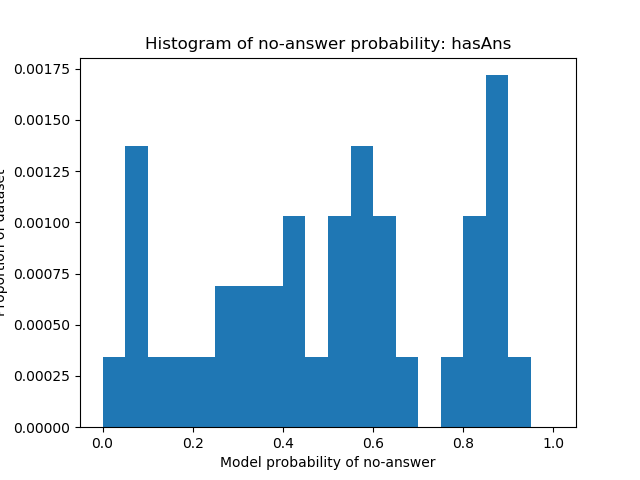 Histogram of no-answer probability: hasAns
0.00175
0.00150
0.00125
0.00100
0.00075
0.00050
0.00025
0.00000
Proportion of dataset
0.0 0.2 0.4 0.6 0.8 1.0
Model probability of no-answer